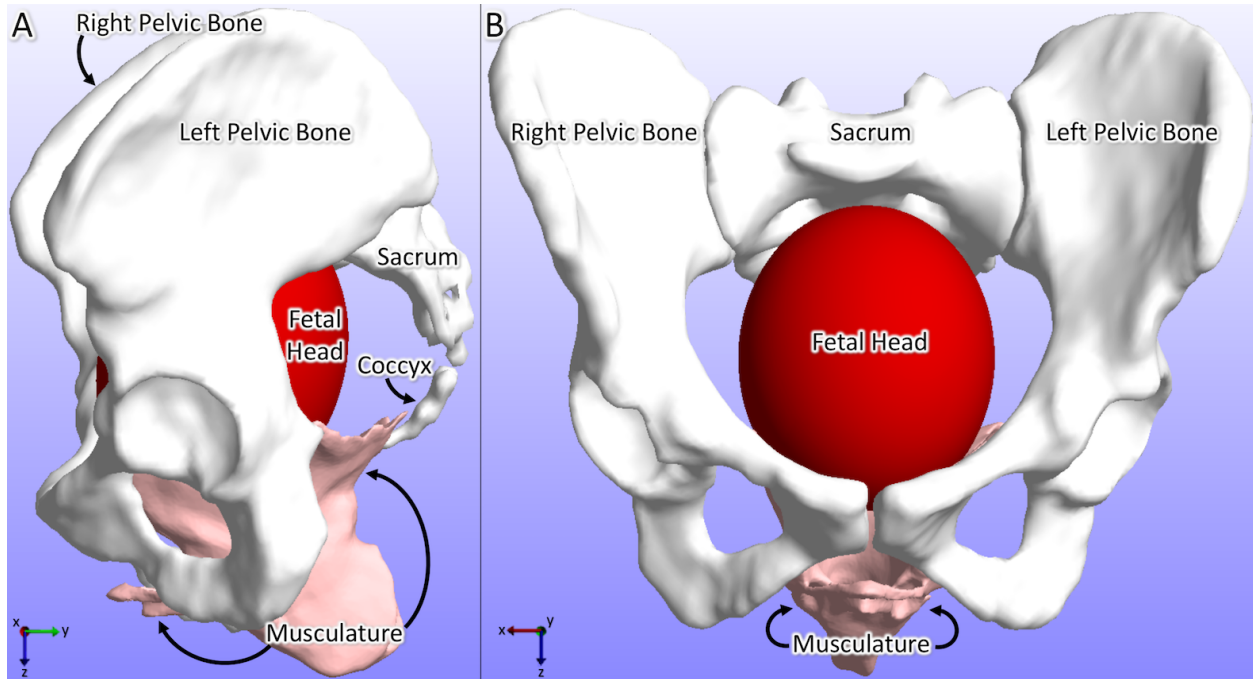 A
Right Pelvic Bone
Left Pelvic Bone
Sacrum
Fetal
Head
Coccyx
Musculature
x
y
z
B
Right Pelvic Bone
Sacrum
Left Pelvic Bone
Fetal Head
Musculature
x
y
z